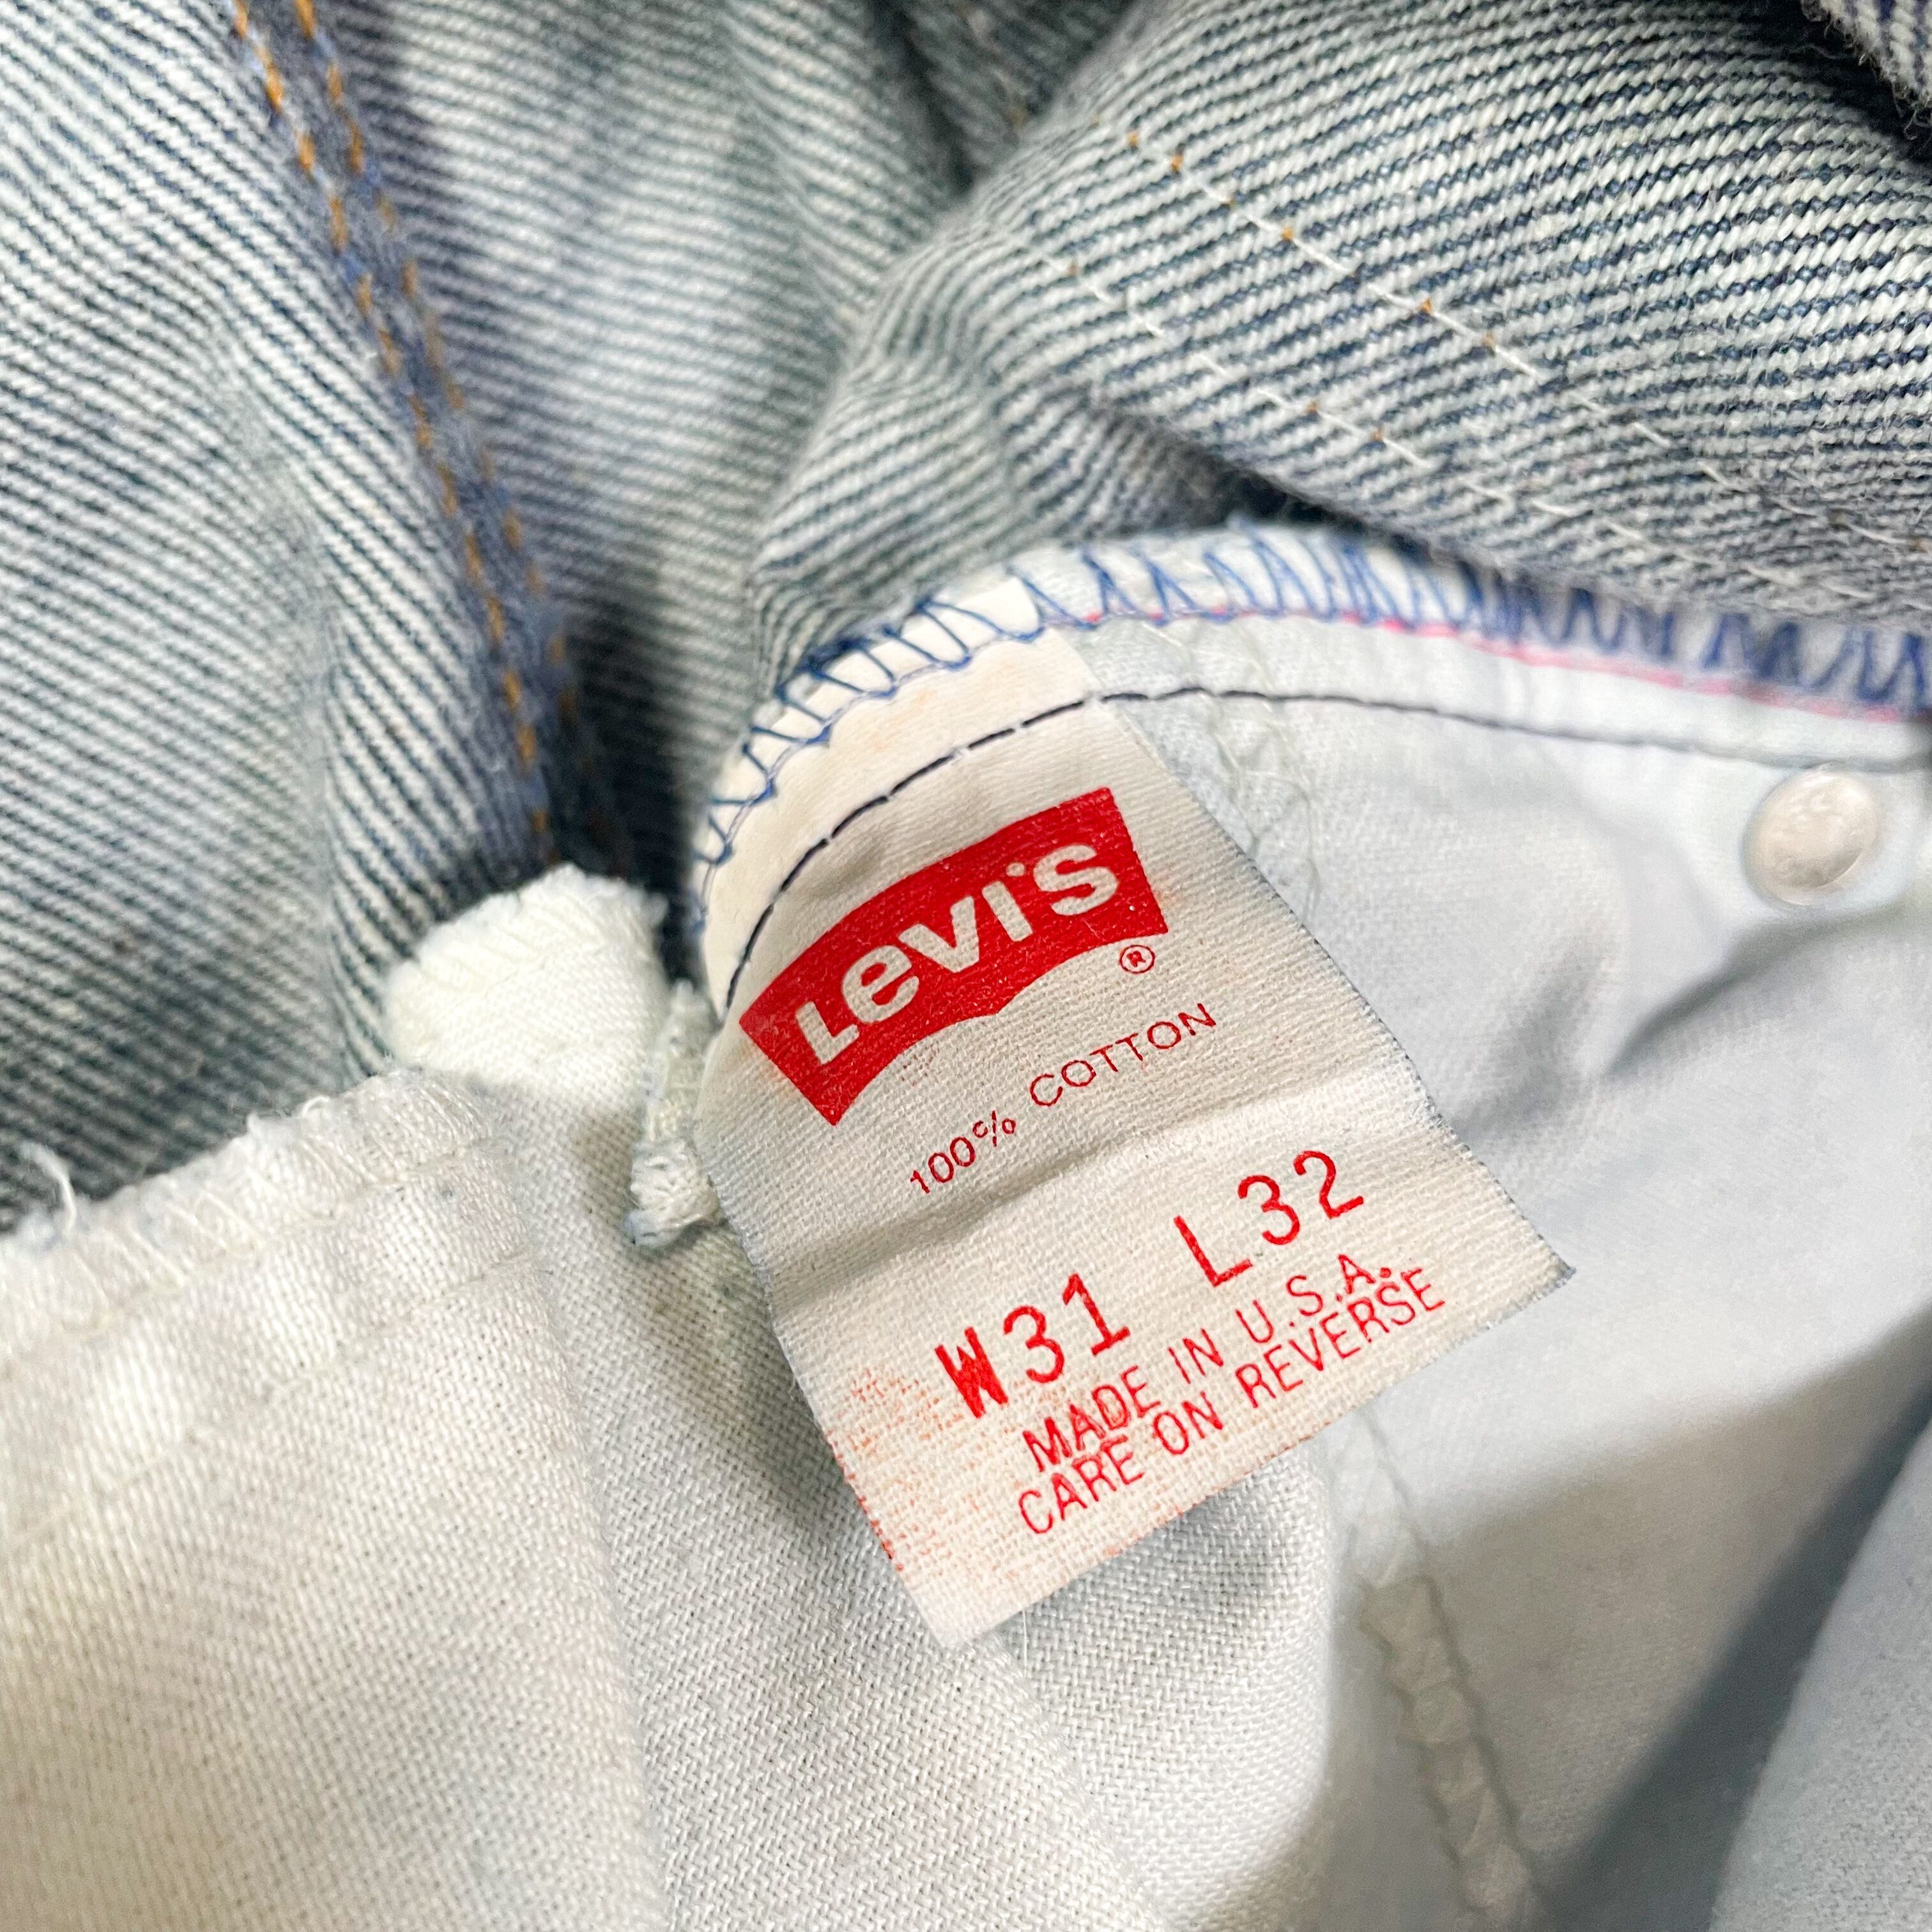 Levi's®
100% COTTON
W31 L32
MADE IN U.S.A.
CARE ON REVERSE